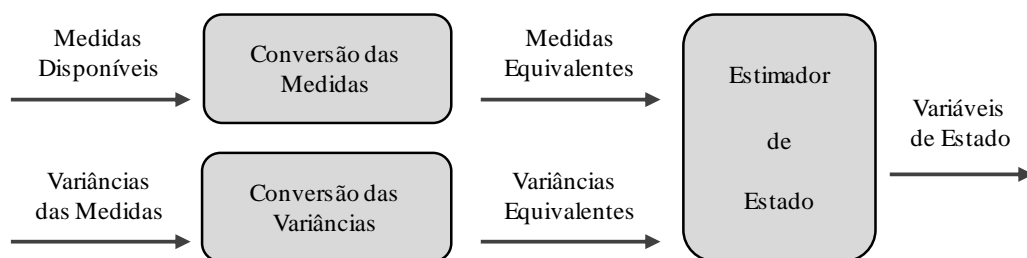 Medidas
Disponíveis
Conversão das
Medidas
Medidas
Equivalentes
Variâncias
das Medidas
Conversão das
Variâncias
Variâncias
Equivalentes
Estimador
de
Estado
Variáveis
de Estado